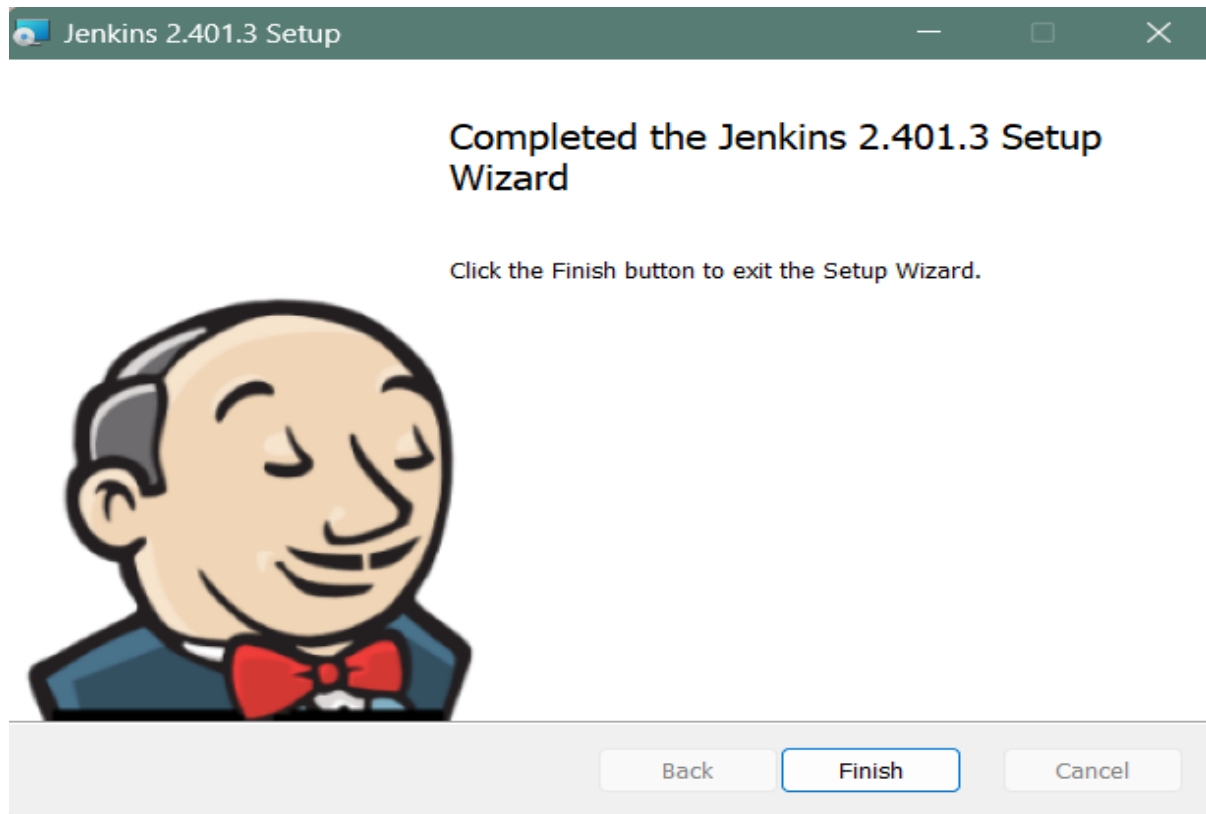 Jenkins 2.401.3 Setup
Completed the Jenkins 2.401.3 Setup
Wizard
Click the Finish button to exit the Setup Wizard.
Back Finish Cancel